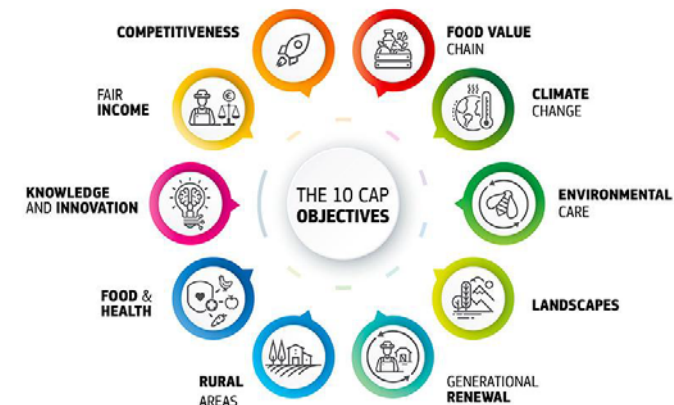 COMPETITIVENESS
FOOD VALUE
CHAIN
FAIR
INCOME
€
CLIMATE
CHANGE
KNOWLEDGE
AND INNOVATION
THE 10 CAP
OBJECTIVES
ENVIRONMENTAL
CARE
FOOD &
HEALTH
LANDSCAPES
RURAL
AREAS
GENERATIONAL
RENEWAL